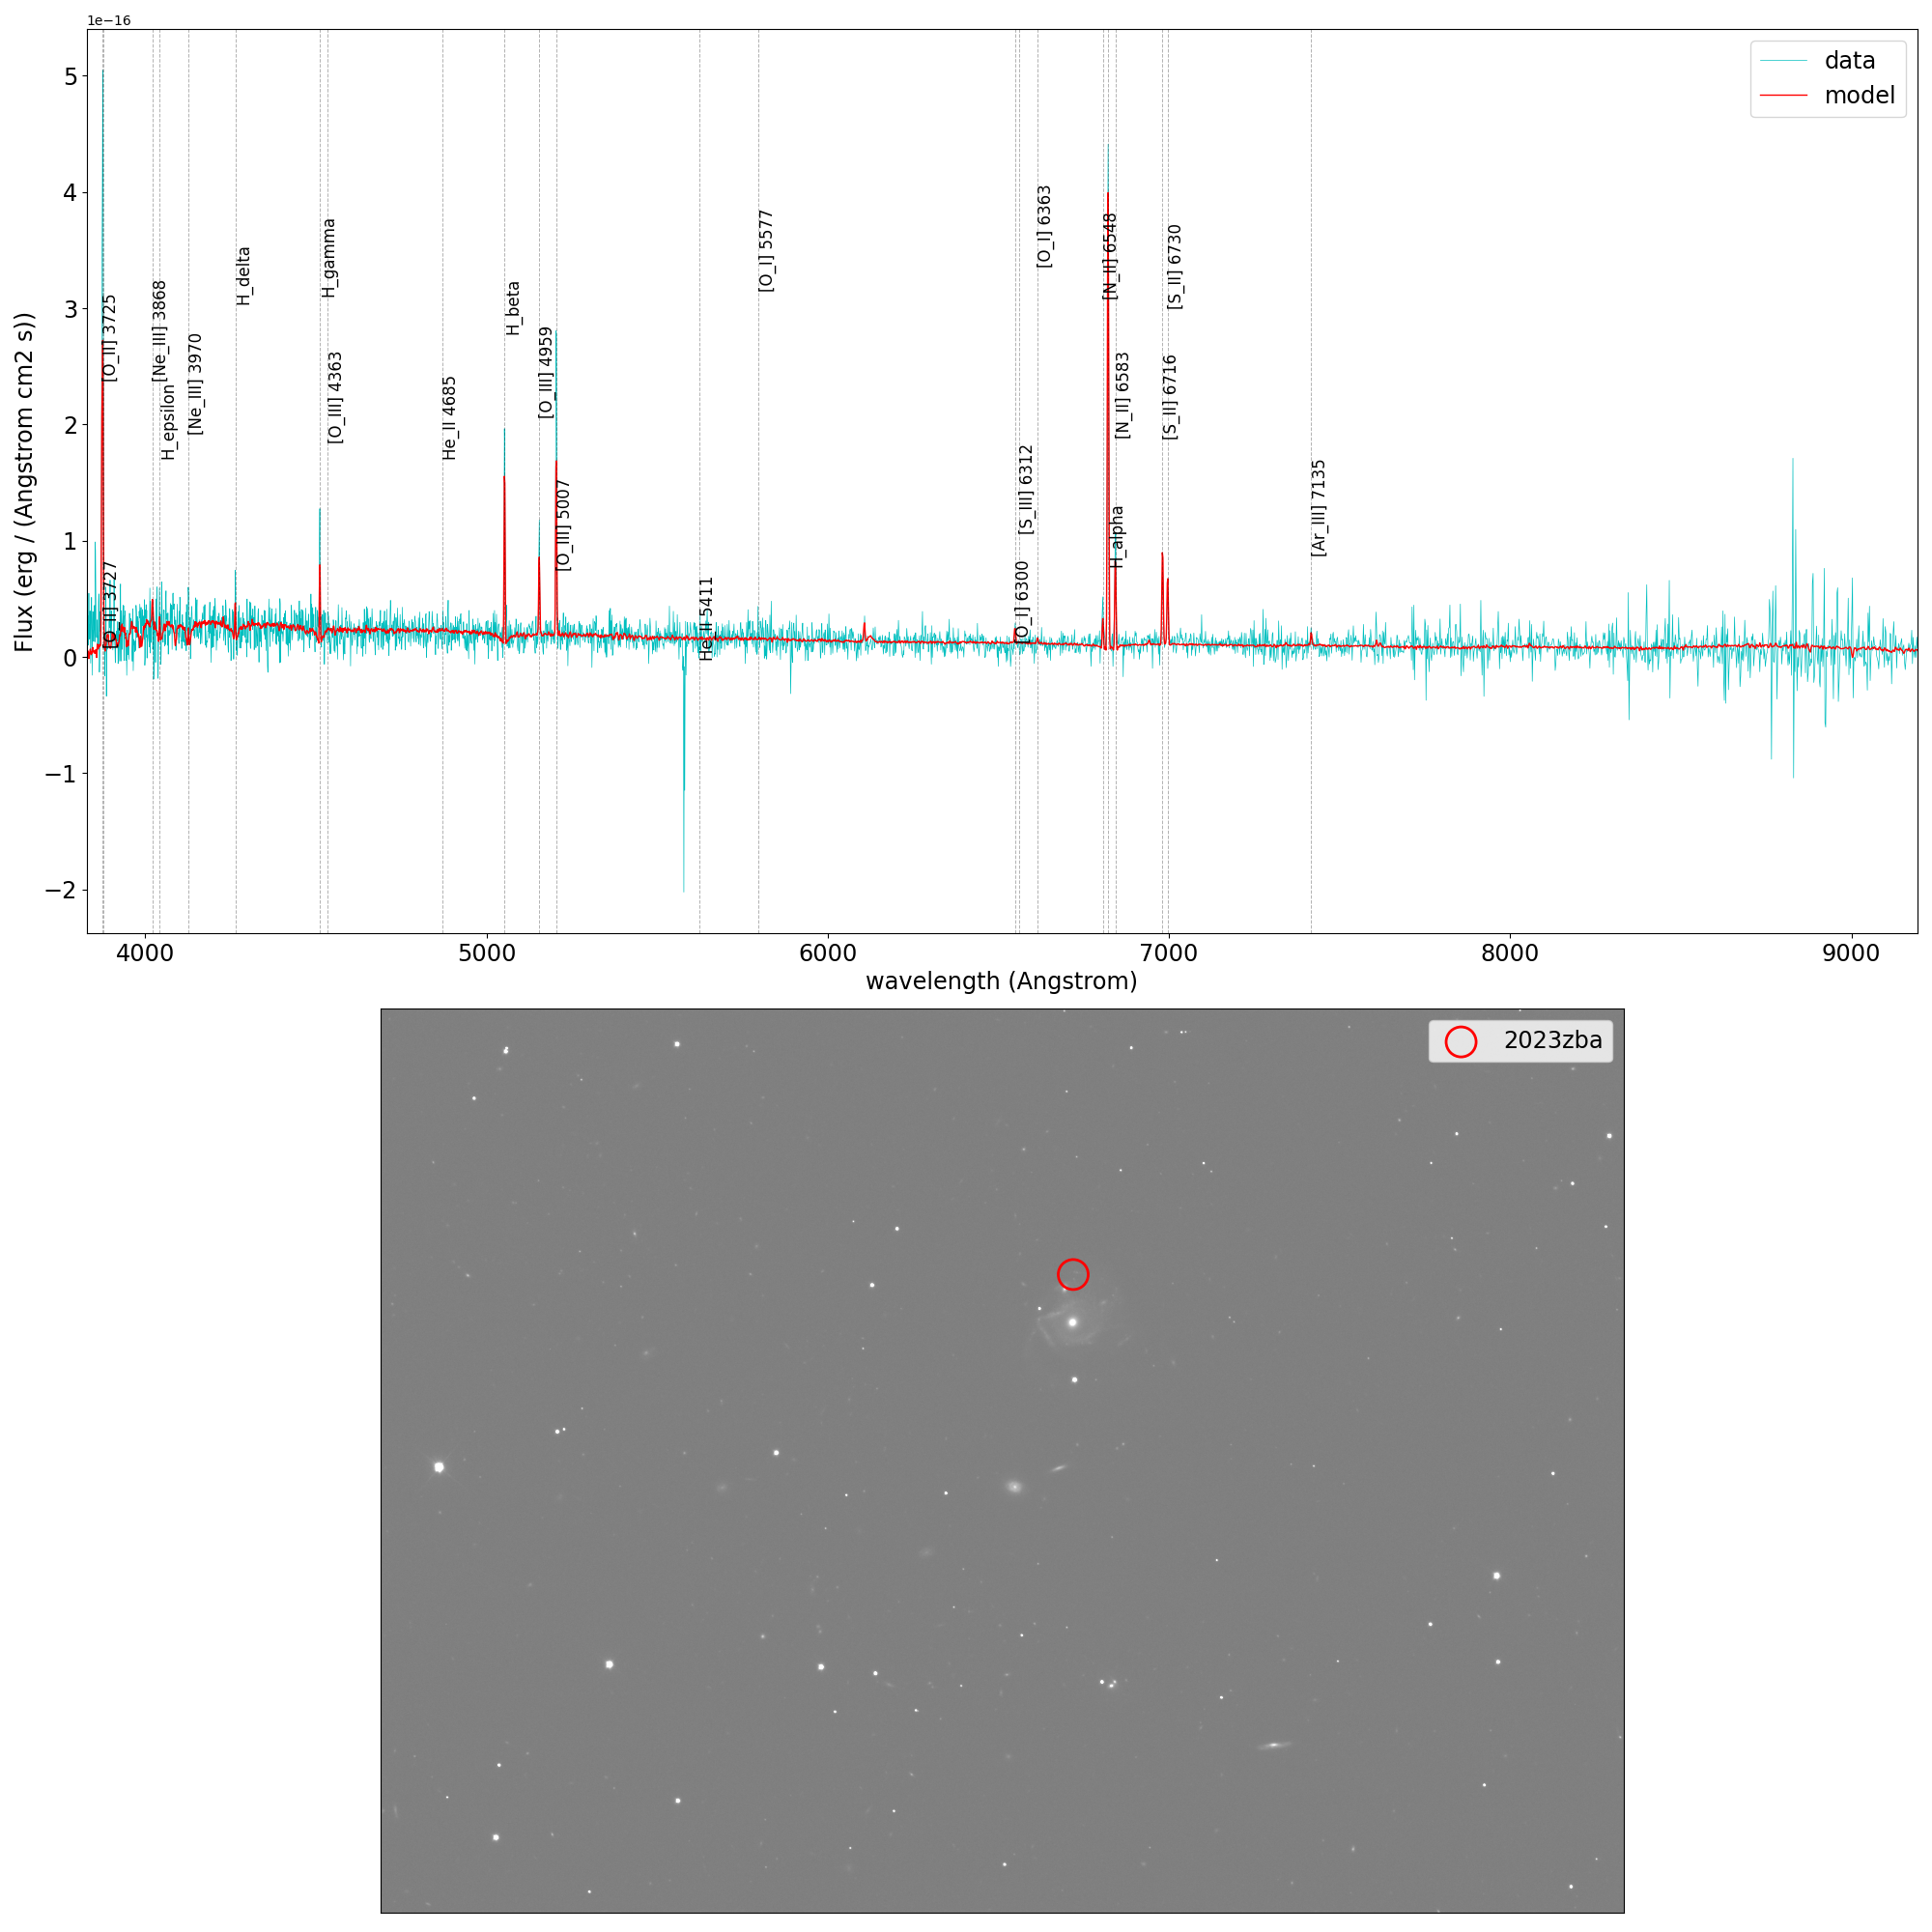 1e−16
data
model
Flux (erg / (Angstrom cm2 s))
5
4
3
2
1
0
−1
−2
[O_II] 3725
[O_II] 3727
[Ne_III] 3868
H_epsilon
[Ne_III] 3970
H_delta
H_gamma
[O_III] 4363
He_II 4685
H_beta
[O_III] 4959
[O_III] 5007
He_II 5411
[O_I] 5577
[O_I] 6300
[S_III] 6312
[O_I] 6363
[N_II] 6548
H_alpha
[N_II] 6583
[S_II] 6716
[S_II] 6730
[Ar_III] 7135
4000 5000 6000 7000 8000 9000
wavelength (Angstrom)
2023zba